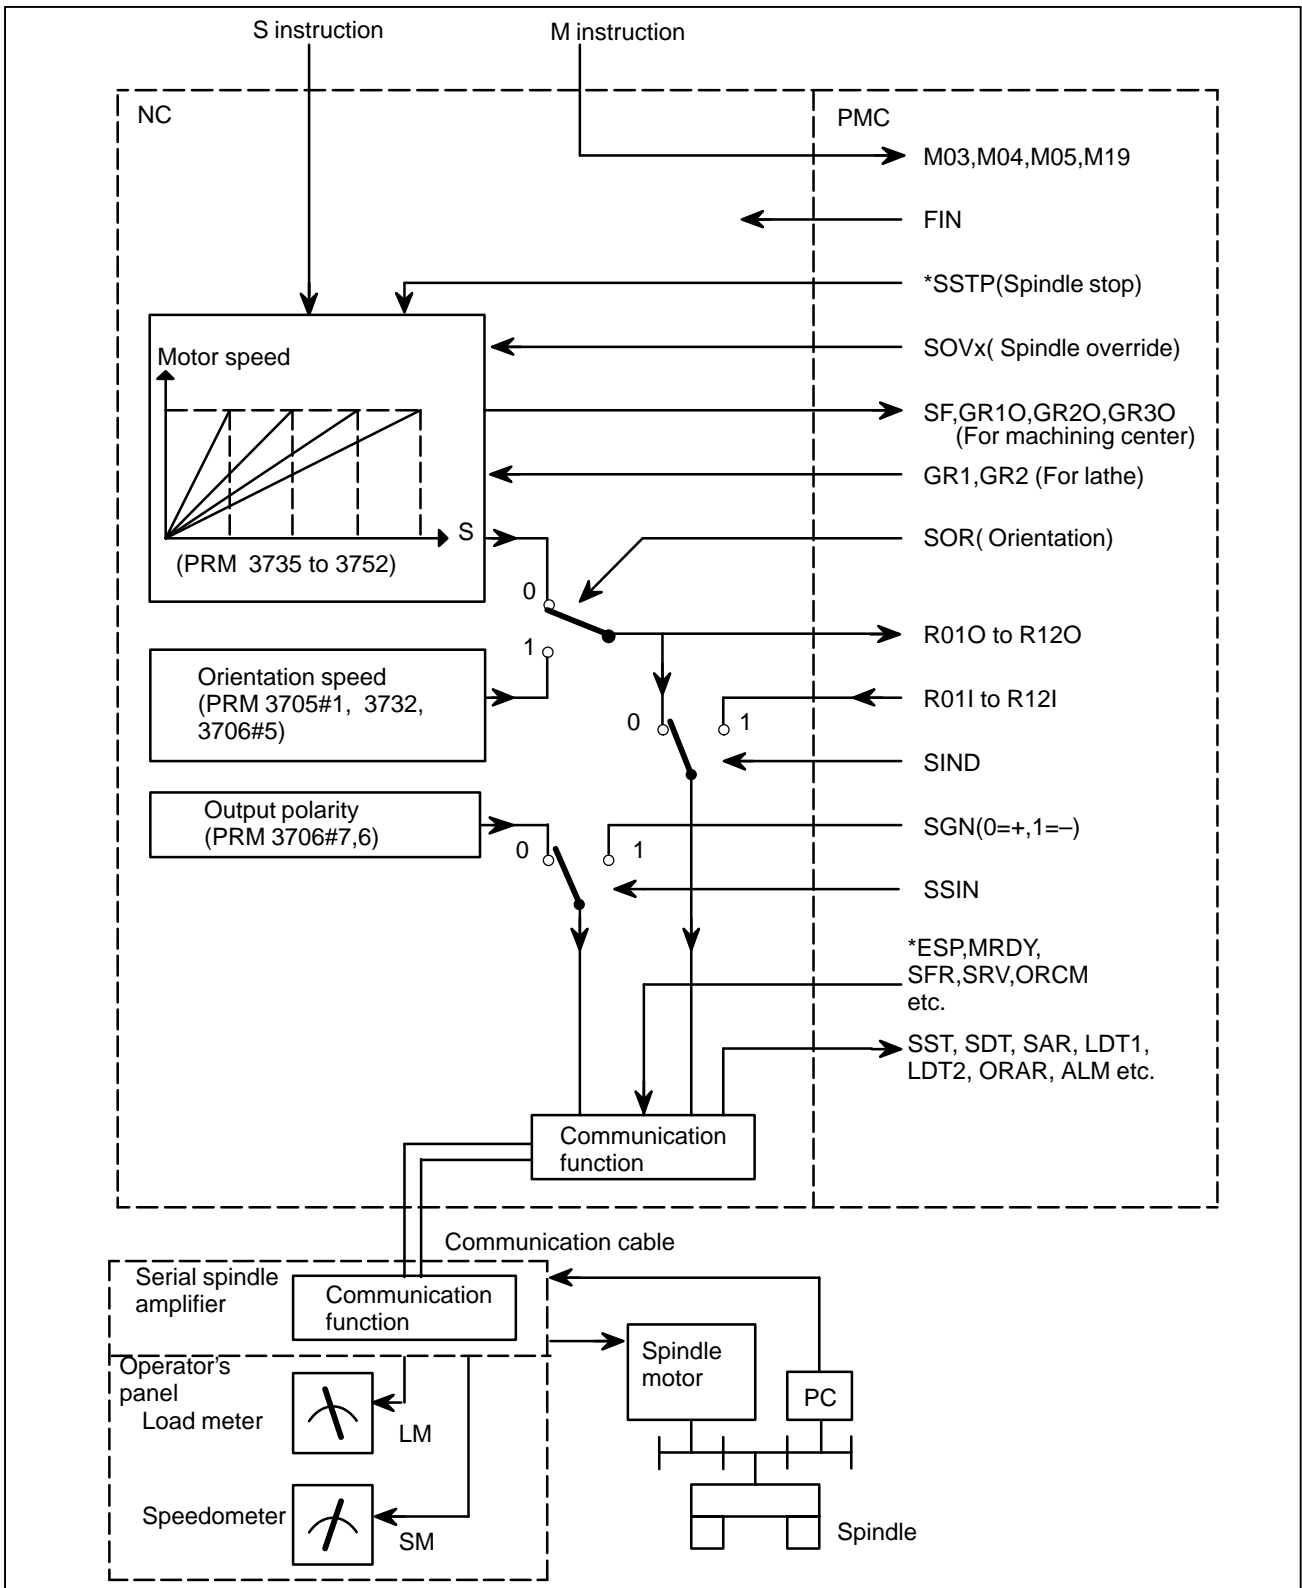 S instruction
M instruction
NC
PMC
M03,M04,M05,M19
FIN
*SSTP(Spindle stop)
Motor speed
SOVx( Spindle override)
SF,GR1O,GR2O,GR3O
(For machining center)
GR1,GR2 (For lathe)
S
SOR( Orientation)
(PRM 3735 to 3752)
0
1
R01O to R12O
Orientation speed
(PRM 3705#1, 3732,
3706#5)
R01I to R12I
0
1
SIND
Output polarity
(PRM 3706#7,6)
SGN(0=+,1=–)
0
1
SSIN
*ESP,MRDY,
SFR,SRV,ORCM
etc.
SST, SDT, SAR, LDT1,
LDT2, ORAR, ALM etc.
Communication
function
Communication cable
Serial spindle
amplifier
Communication
function
Operator's
panel
Load meter
LM
Spindle
motor
PC
Speedometer
SM
Spindle